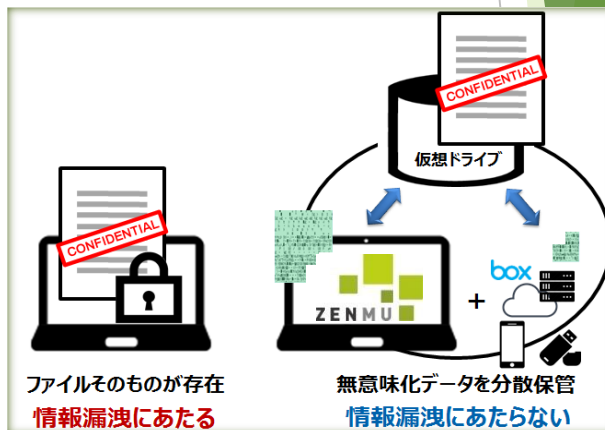 CONFIDENTIAL
仮想ドライブ
CONFIDENTIAL
ZENMU
+
box
ファイルそのものが存在
情報漏洩にあたる
無意味化データを分散保管
情報漏洩にあたらない